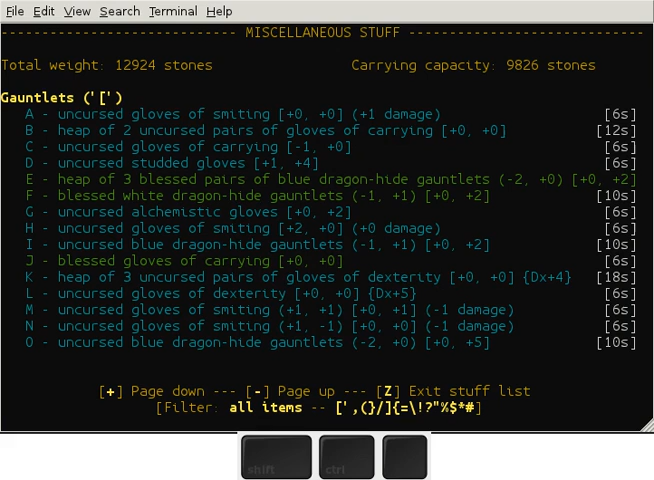 File Edit View Search Terminal Help
--------------------------- MISCELLANEOUS STUFF ---------------------------
Total weight: 12924 stones Carrying capacity: 9826 stones
Gauntlets ('[')
A - uncursed gloves of smiting [+0, +0] (+1 damage) [6s]
B - heap of 2 uncursed pairs of gloves of carrying [+0, +0] [12s]
C - uncursed gloves of carrying [-1, +0] [6s]
D - uncursed studded gloves [+1, +4] [6s]
E - heap of 3 blessed pairs of blue dragon-hide gauntlets (-2, +0) [+0, +2]
F - blessed white dragon-hide gauntlets (-1, +1) [+0, +2] [10s]
G - uncursed alchemistic gloves [+0, +2] [6s]
H - uncursed gloves of smiting [+2, +0] (+0 damage) [6s]
I - uncursed blue dragon-hide gauntlets (-1, +1) [+0, +2] [10s]
J - blessed gloves of carrying [+0, +0] [6s]
K - heap of 3 uncursed pairs of gloves of dexterity [+0, +0] {Dx+4} [18s]
L - uncursed gloves of dexterity [+0, +0] {Dx+5} [6s]
M - uncursed gloves of smiting (+1, +1) [+0, +1] (-1 damage) [6s]
N - uncursed gloves of smiting (+1, -1) [+0, +0] (-1 damage) [6s]
O - uncursed blue dragon-hide gauntlets (-2, +0) [+0, +5] [10s]
[+] Page down --- [-] Page up --- [Z] Exit stuff list
[Filter: all items -- [',(}/]{=\!?"%$*#]
shift ctrl